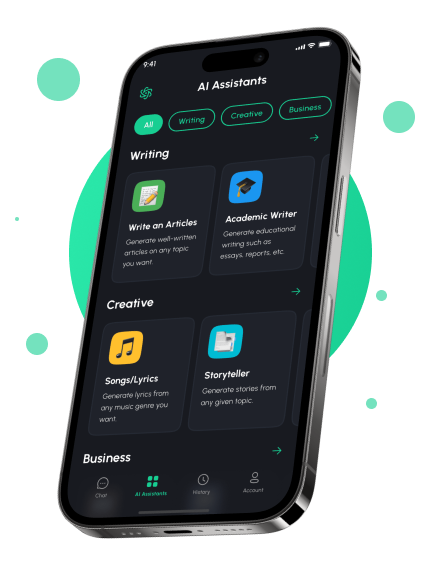 9:41
AI Assistants
All
Writing
Creative
Business
Writing
Write an Articles
Generate well-written
articles on any topic
you want.
Academic Writer
Generate educational
writing such as
essays, reports, etc.
Creative
Songs/Lyrics
Generate lyrics from
any music genre you
want.
Storyteller
Generate stories from
any given topic.
Business
Chat
AI Assistants
History
Account